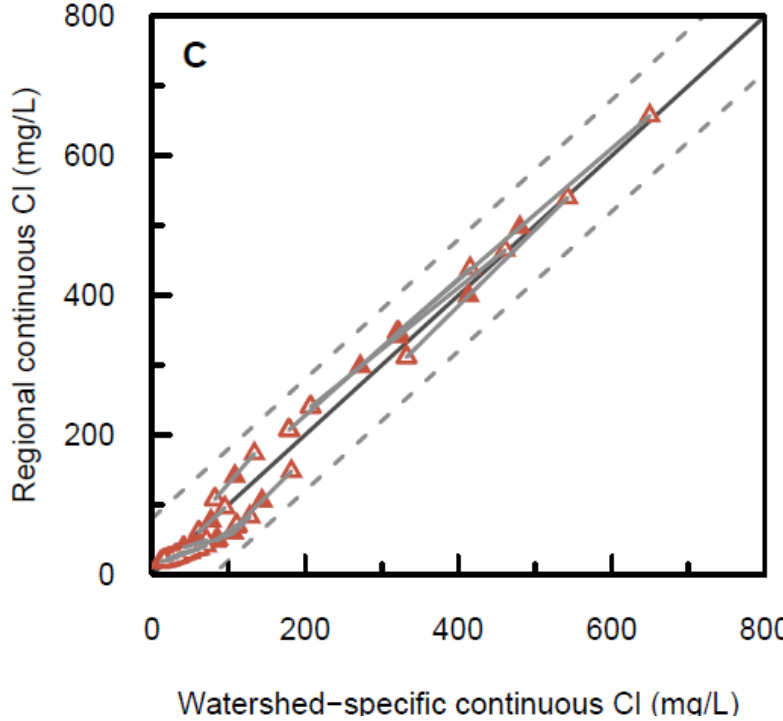 C
Regional continuous Cl (mg/L)
800
600
400
200
0
0 200 400 600 800
Watershed−specific continuous Cl (mg/L)